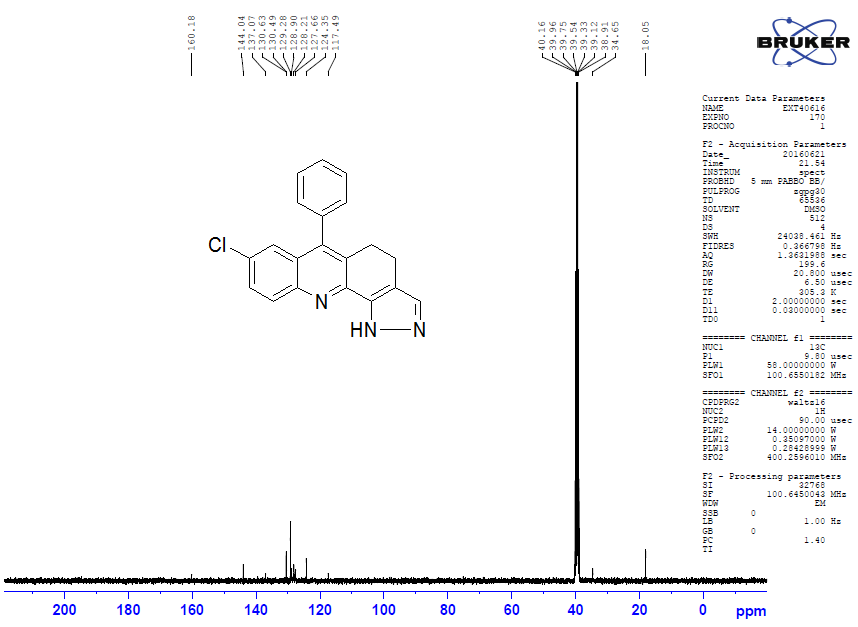 160.18
144.04
137.07
130.63
130.49
129.28
128.90
128.21
127.66
124.35
117.49
40.16
39.96
39.75
39.54
39.33
39.12
38.91
34.65
18.05
BRUKER
Current Data Parameters
NAME EXT40616
EXPNO 170
PROCNO 1
F2 - Acquisition Parameters
Date_ 20160621
Time 21.54
INSTRUM spect
PROBHD 5 mm PABBO BB/
PULPROG zgpg30
TD 65536
SOLVENT DMSO
NS 512
DS 4
SWH 24038.461 Hz
FIDRES 0.366798 Hz
AQ 1.3631988 sec
RG 199.6
DW 20.800 usec
DE 6.50 usec
TE 305.3 K
D1 2.00000000 sec
D11 0.03000000 sec
TD0 1
======== CHANNEL f1 ========
NUC1 13C
P1 9.80 usec
PLW1 58.00000000 W
SFO1 100.6550182 MHz
======== CHANNEL f2 ========
CPDPRG2 waltz16
NUC2 1H
PCPD2 90.00 usec
PLW2 14.00000000 W
PLW12 0.35097000 W
PLW13 0.28428999 W
SFO2 400.2596010 MHz
F2 - Processing parameters
SI 32768
SF 100.6450043 MHz
WDW EM
SSB 0
LB 1.00 Hz
GB 0
PC 1.40
TI
Cl
N
HN
N
200 180 160 140 120 100 80 60 40 20 0 ppm